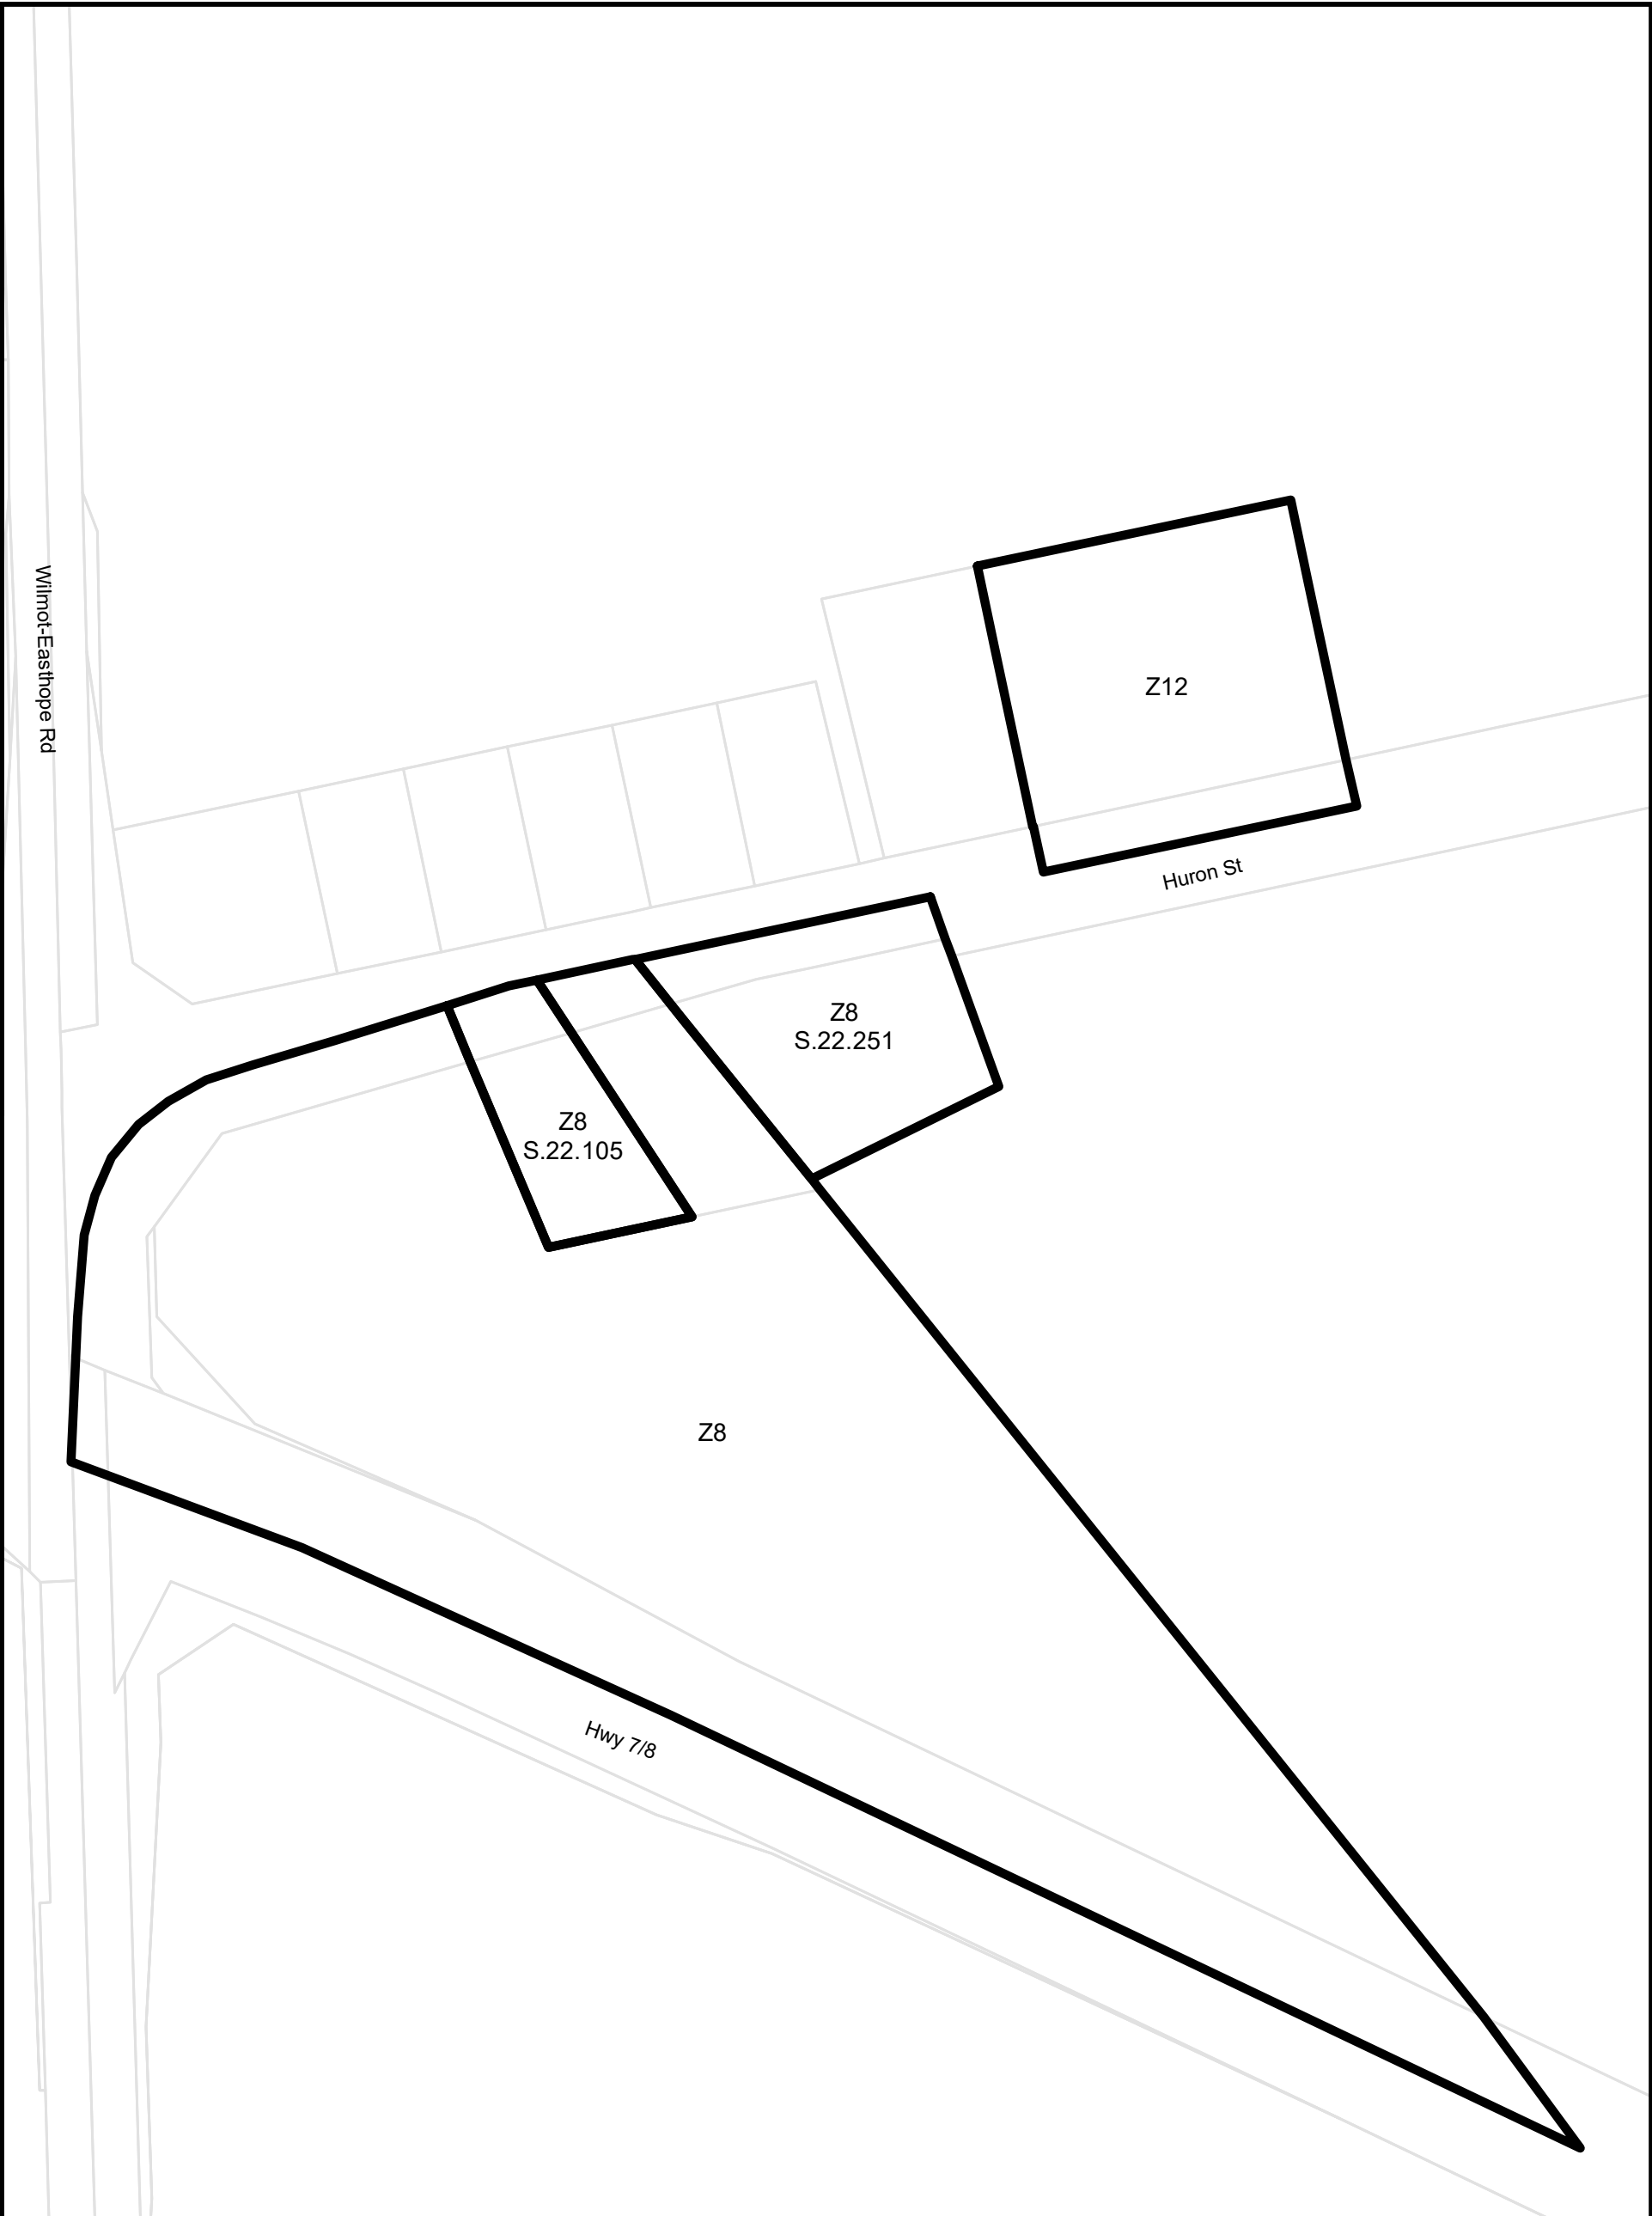 Wilmot-Easthope Rd
Z12
Huron St
Z8
S.22.251
Z8
S.22.105
Z8
Hwy 7/8